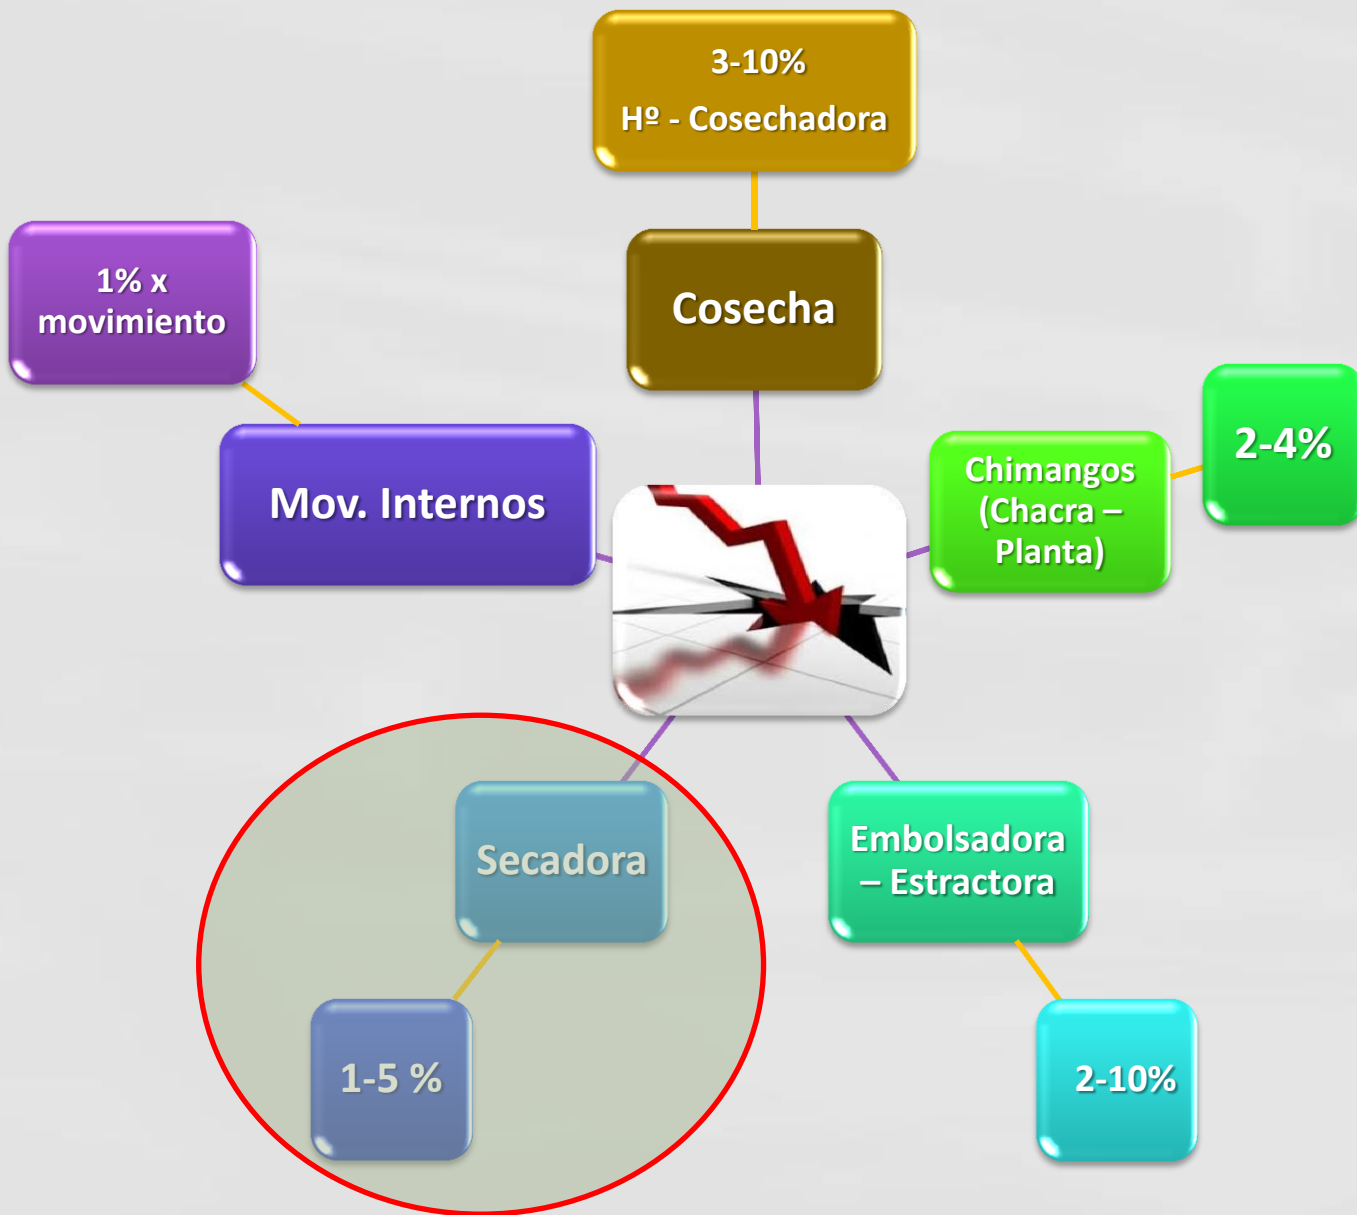 3-10%
Hº - Cosechadora
Cosecha
1% x
movimiento
Mov. Internos
Chimangos
(Chacra –
Planta)
2-4%
Secadora
1-5 %
Embolsadora
– Estractora
2-10%